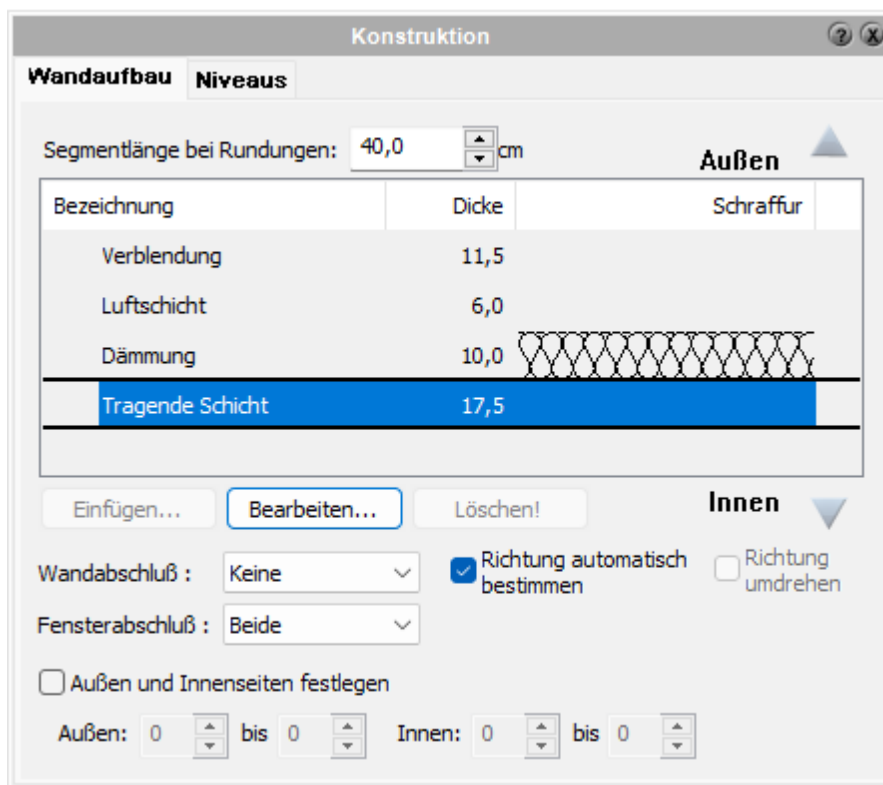 Konstruktion
Wandaufbau Niveaus
Segmentlänge bei Rundungen: 40,0 cm
Außen
Bezeichnung Dicke Schraffur
Verblendung 11,5
Luftschicht 6,0
Dämmung 10,0
Tragende Schicht 17,5
Einfügen... Bearbeiten... Löschen! Innen
Wandabschluß : Keine Richtung automatisch bestimmen Richtung umdrehen
Fensterabschluß : Beide
Außen und Innenseiten festlegen
Außen: 0 bis 0 Innen: 0 bis 0